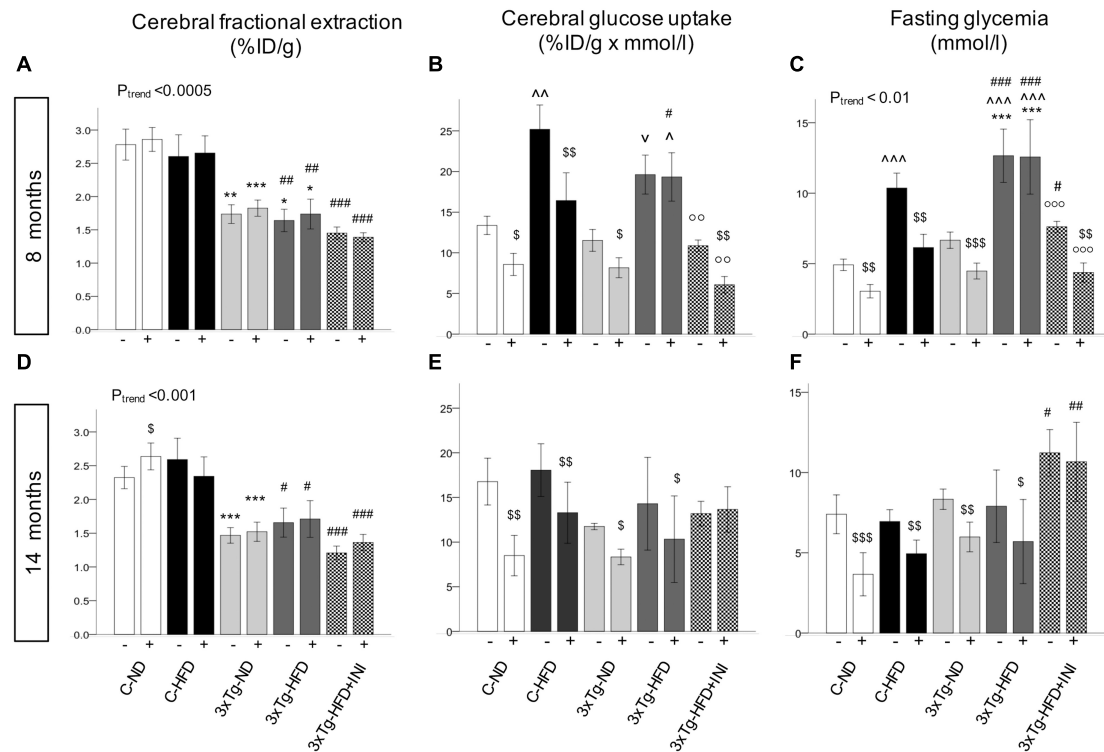 Cerebral fractional extraction
(%ID/g)
Cerebral glucose uptake
(%ID/g x mmol/l)
Fasting glycemia
(mmol/l)
8 months
A
P trend <0.0005
3.0
2.5
2.0
1.5
1.0
0.5
0.0
** *** ## * ## * ### ###
- + - + - + - + - +
B
25
20
15
10
5
0
$ ^^ $$ $ v # ^ °° $$ °°
- + - + - + - + - +
C
P trend < 0.01
15
10
5
0
$$ ^^^ $$ $$$ ### ^^^ *** ### ^^^ *** # °°° $$ °°°
- + - + - + - + - +
14 months
D
P trend <0.001
3.0
2.5
2.0
1.5
1.0
0.5
0.0
$ *** *** # # ### ###
- + - + - + - + - +
C-ND
C-HFD
3xTg-ND
3xTg-HFD
3xTg-HFD+INI
E
25
20
15
10
5
0
$$ $$ $ $
- + - + - + - + - +
C-ND
C-HFD
3xTg-ND
3xTg-HFD
3xTg-HFD+INI
F
15
10
5
0
$$$ $$ $$ $ # ##
- + - + - + - + - +
C-ND
C-HFD
3xTg-ND
3xTg-HFD
3xTg-HFD+INI